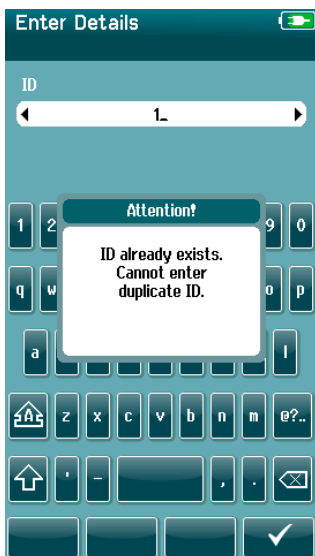 Enter Details
ID
1_
Attention!
ID already exists.
Cannot enter
duplicate ID.
1 2 9 0
q w o p
a l
A z x c v b n m @?..
' - , .